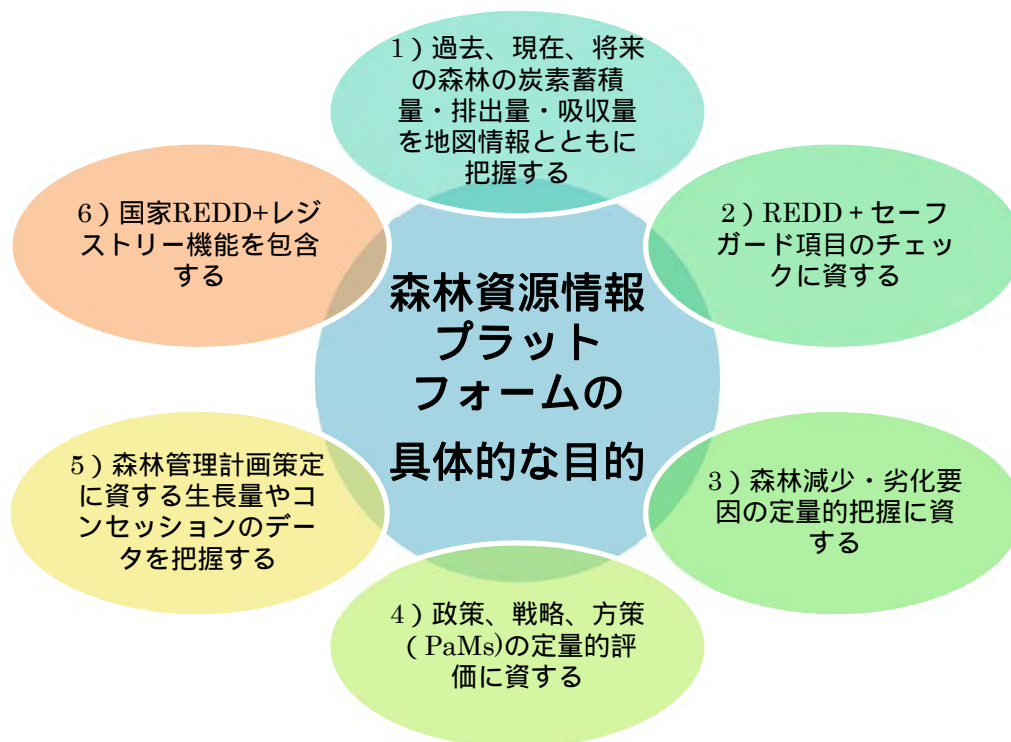 1）過去、現在、将来
の森林の炭素蓄積
量・排出量・吸収量
を地図情報とともに
把握する
2）REDD＋セーフ
ガード項目のチェッ
クに資する
3）森林減少・劣化要
因の定量的把握に資
する
4）政策、戦略、方策
（PaMs)の定量的評
価に資する
5）森林管理計画策定
に資する生長量やコ
ンセッションのデー
タを把握する
6）国家REDD+レジ
ストリー機能を包含
する
森林資源情報
プラット
フォームの
具体的な目的